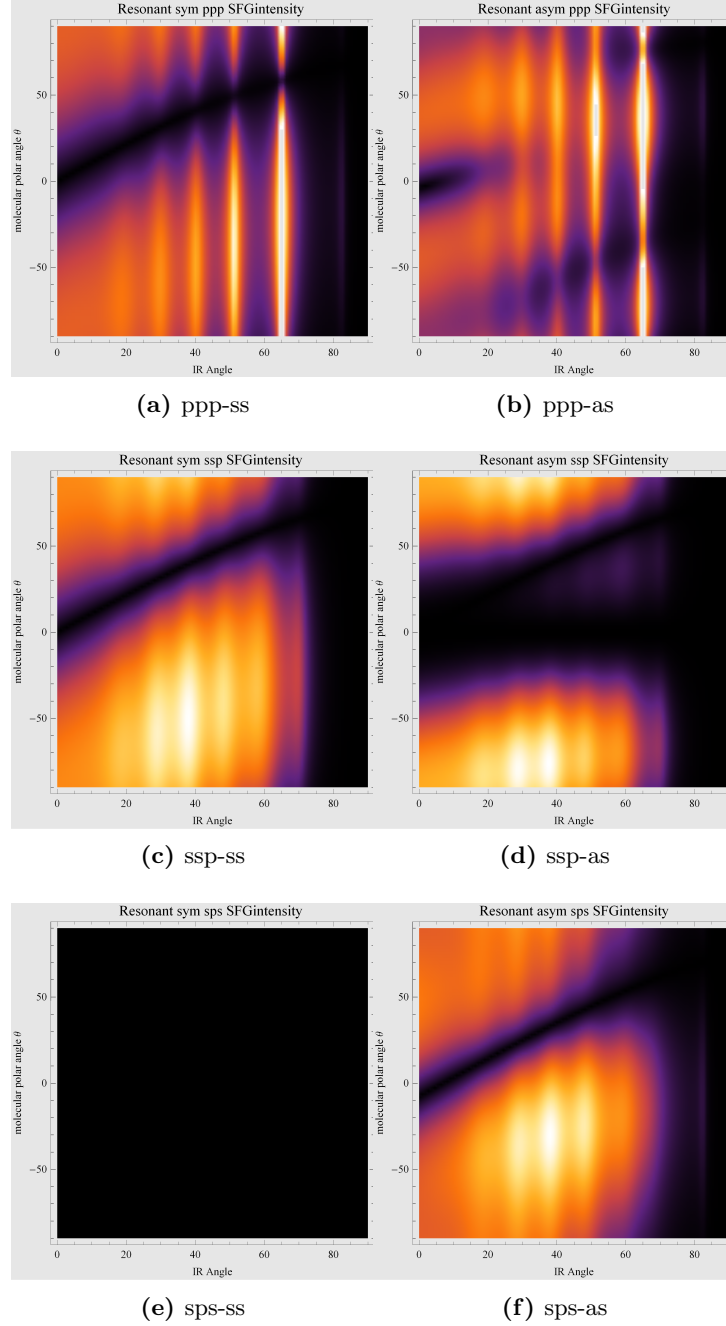 Resonant sym ppp SFGintensity
Resonant asym ppp SFGintensity
molecular polar angle θ
50
0
−50
0
20
40
60
80
IR Angle
molecular polar angle θ
50
0
−50
0
20
40
60
80
IR Angle
(a) ppp-ss
(b) ppp-as
Resonant sym ssp SFGintensity
Resonant asym ssp SFGintensity
molecular polar angle θ
50
0
−50
0
20
40
60
80
IR Angle
molecular polar angle θ
50
0
−50
0
20
40
60
80
IR Angle
(c) ssp-ss
(d) ssp-as
Resonant sym sps SFGintensity
Resonant asym sps SFGintensity
molecular polar angle θ
50
0
−50
0
20
40
60
80
IR Angle
molecular polar angle θ
50
0
−50
0
20
40
60
80
IR Angle
(e) sps-ss
(f) sps-as